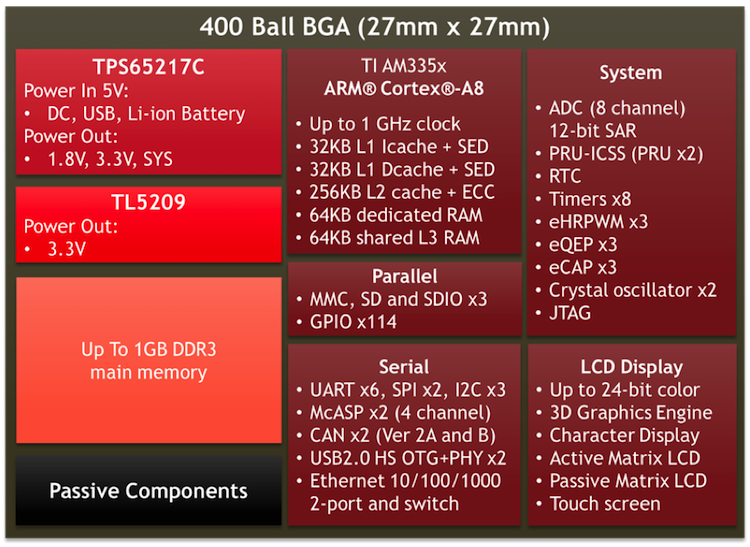 400 Ball BGA (27mm x 27mm)
TPS65217C
Power In 5V:
• DC, USB, Li-ion Battery
Power Out:
• 1.8V, 3.3V, SYS
TL5209
Power Out:
• 3.3V
Up To 1GB DDR3
main memory
Passive Components
TI AM335x
ARM® Cortex®-A8
• Up to 1 GHz clock
• 32KB L1 Icache + SED
• 32KB L1 Dcache + SED
• 256KB L2 cache + ECC
• 64KB dedicated RAM
• 64KB shared L3 RAM
Parallel
• MMC, SD and SDIO x3
• GPIO x114
Serial
• UART x6, SPI x2, I2C x3
• McASP x2 (4 channel)
• CAN x2 (Ver 2A and B)
• USB2.0 HS OTG+PHY x2
• Ethernet 10/100/1000
2-port and switch
System
• ADC (8 channel)
12-bit SAR
• PRU-ICSS (PRU x2)
• RTC
• Timers x8
• eHRPWM x3
• eQEP x3
• eCAP x3
• Crystal oscillator x2
• JTAG
LCD Display
• Up to 24-bit color
• 3D Graphics Engine
• Character Display
• Active Matrix LCD
• Passive Matrix LCD
• Touch screen